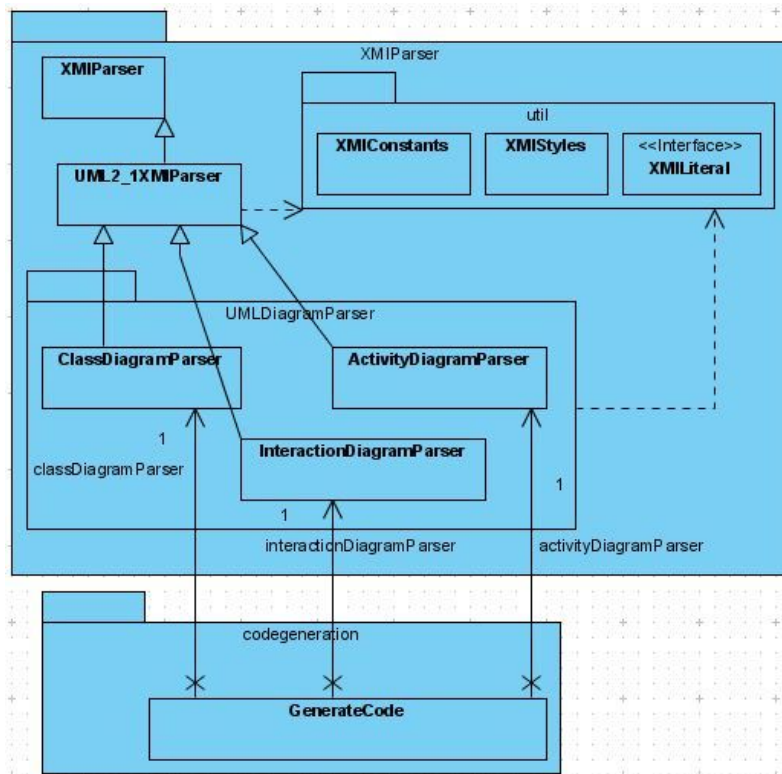 XMIParser
XMIParser
util
XMIConstants
XMIStyles
<<Interface>>
XMILiteral
UML2_1XMIParser
UMLDiagramParser
ClassDiagramParser
ActivityDiagramParser
1
classDiagramParser
InteractionDiagramParser
1
1
interactionDiagramParser
activityDiagramParser
codegeneration
GenerateCode